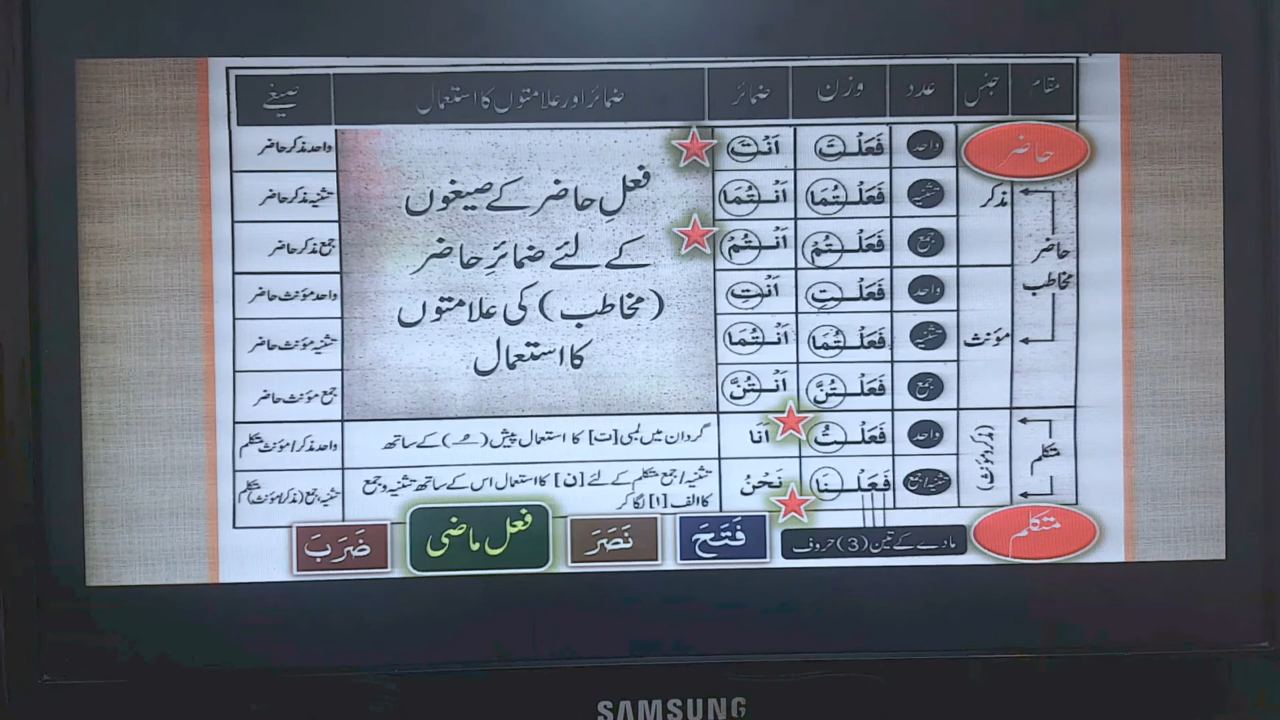 مقام جنس عدد وزن ضمائر ضمائر اور علامتوں کا استعمال صیغے
حاضر واحد فَعَلْتَ اَنْتَ واحد مذکر حاضر
مذکر تثنیہ فَعَلْتُمَا اَنْتُمَا تثنیہ مذکر حاضر
جمع فَعَلْتُمْ اَنْتُمْ جمع مذکر حاضر
حاضر
مخاطب
واحد فَعَلْتِ اَنْتِ واحد مؤنث حاضر
مؤنث تثنیہ فَعَلْتُمَا اَنْتُمَا تثنیہ مؤنث حاضر
جمع فَعَلْتُنَّ اَنْتُنَّ جمع مؤنث حاضر
فعلِ حاضر کے صیغوں
کے لئے ضمائرِ حاضر
(مخاطب) کی علامتوں
کا استعمال
متکلم (مذکر و مؤنث) واحد فَعَلْتُ اَنَا گردان میں لمبی [ت] کا استعمال پیش (ـُـ) کے ساتھ واحد مذکر/مؤنث متکلم
تثنیہ/جمع فَعَلْنَا نَحْنُ تثنیہ/جمع متکلم کے لئے [ن] کا استعمال اس کے ساتھ تثنیہ و جمع
کا الف [ا] لگا کر
تثنیہ، جمع (مذکر/مؤنث) متکلم
متکلم مادے کے تین (3) حروف فَتَحَ نَصَرَ فعل ماضی ضَرَبَ
SAMSUNG